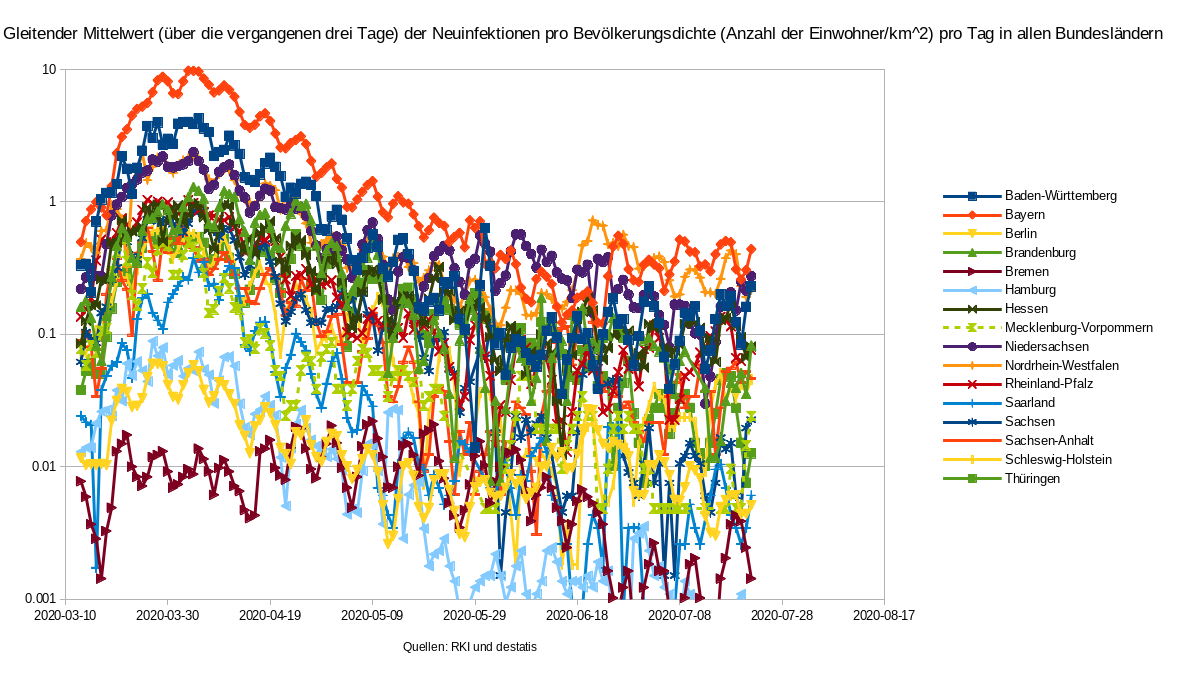 Gleitender Mittelwert (über die vergangenen drei Tage) der Neuinfektionen pro Bevölkerungsdichte (Anzahl der Einwohner/km^2) pro Tag in allen Bundesländern
10
1
0.1
0.01
0.001
2020-03-10 2020-03-30 2020-04-19 2020-05-09 2020-05-29 2020-06-18 2020-07-08 2020-07-28 2020-08-17
Quellen: RKI und destatis
Baden-Württemberg
Bayern
Berlin
Brandenburg
Bremen
Hamburg
Hessen
Mecklenburg-Vorpommern
Niedersachsen
Nordrhein-Westfalen
Rheinland-Pfalz
Saarland
Sachsen
Sachsen-Anhalt
Schleswig-Holstein
Thüringen